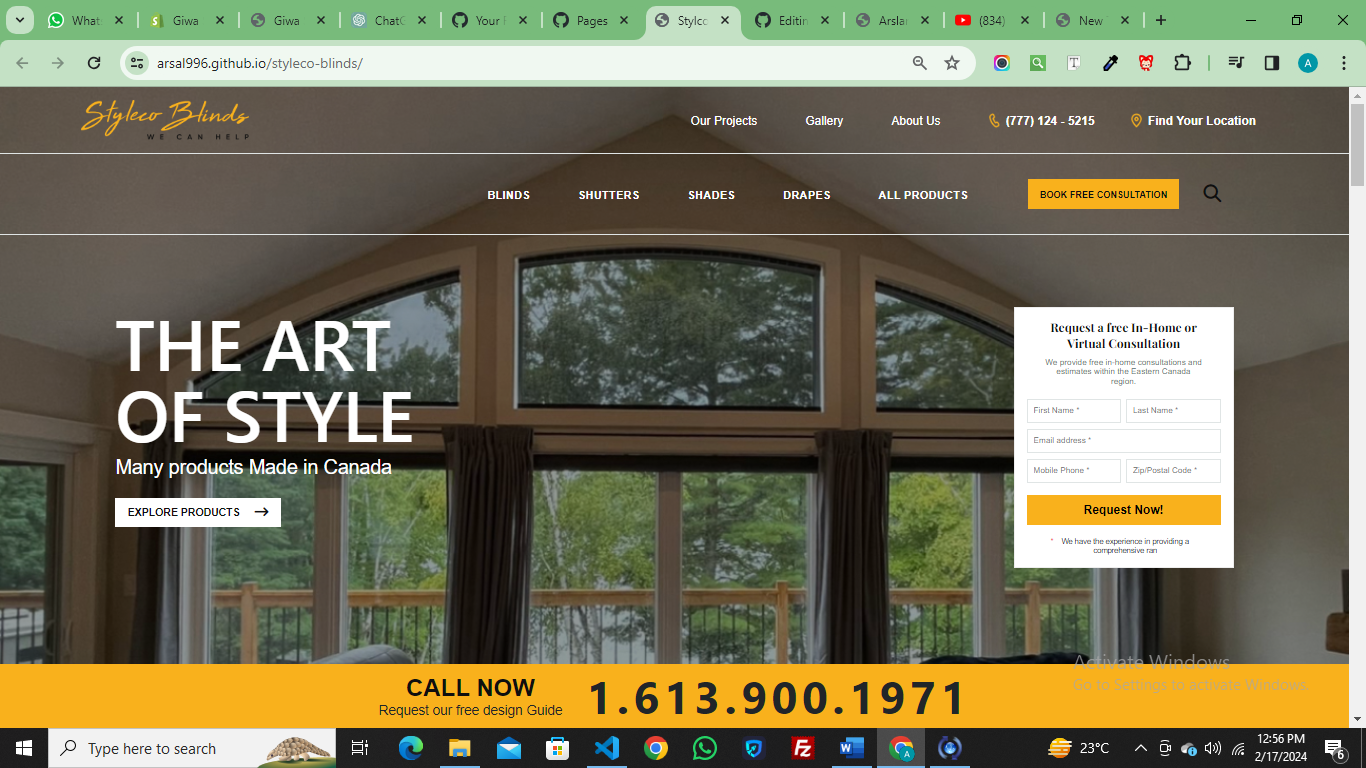 Whats
Giwa
Giwa
ChatG
Your
Pages
Stylco
Editin
Arslan
(834)
New
arsal996.github.io/styleco-blinds/
A
Styleco Blinds
WE CAN HELP
Our Projects
Gallery
About Us
(777) 124 - 5215
Find Your Location
BLINDS
SHUTTERS
SHADES
DRAPES
ALL PRODUCTS
BOOK FREE CONSULTATION
THE ART
OF STYLE
Many products Made in Canada
EXPLORE PRODUCTS
Request a free In-Home or
Virtual Consultation
We provide free in-home consultations and
estimates within the Eastern Canada
region.
First Name *
Last Name *
Email address *
Mobile Phone *
Zip/Postal Code *
Request Now!
* We have the experience in providing a
comprehensive ran
Activate Windows
Go to Settings to activate Windows.
CALL NOW
Request our free design Guide
1.613.900.1971
Type here to search
23°C
12:56 PM
2/17/2024
6